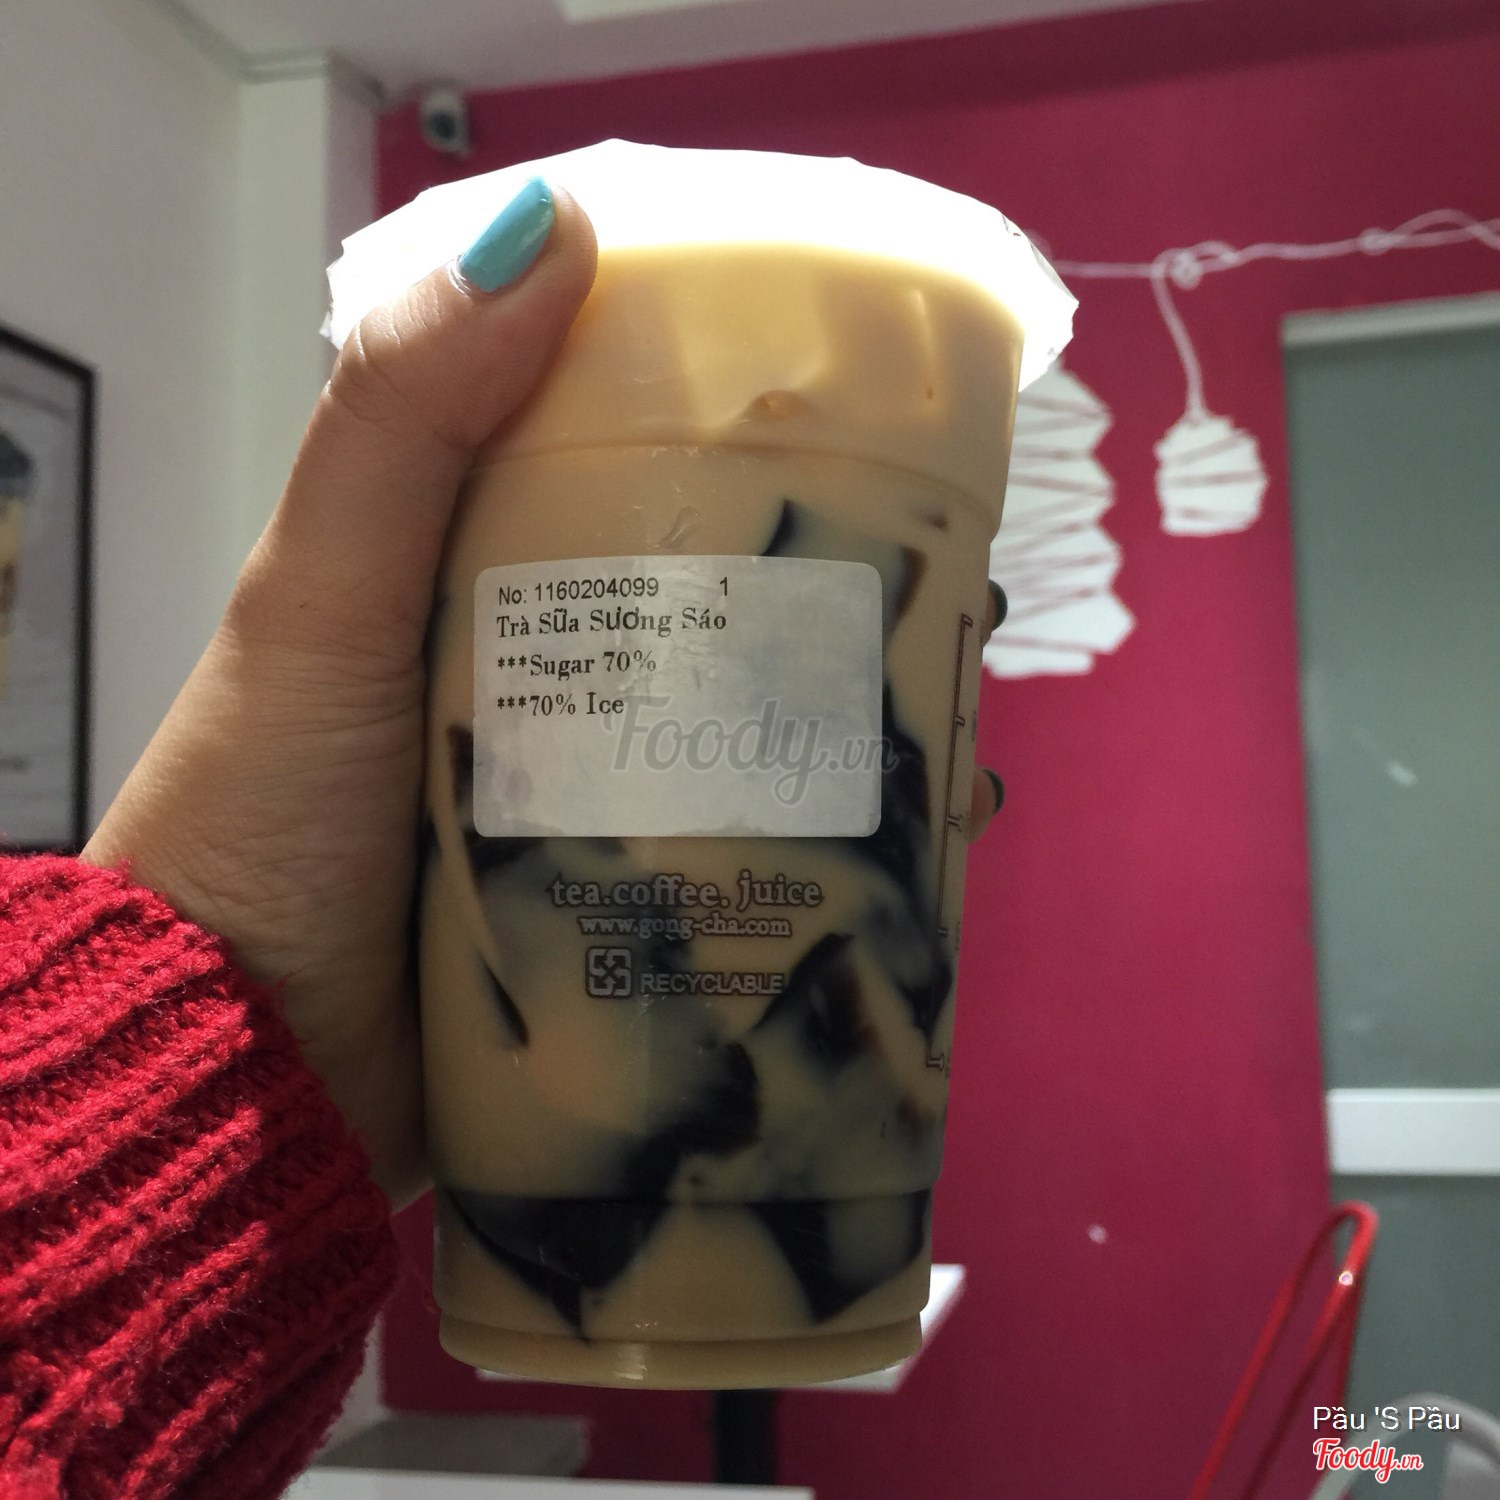 No: 1160204099 1
Trà Sữa Sương Sáo
***Sugar 70%
***70% Ice
Foody.vn
tea.coffee. juice
www.gong-cha.com
RECYCLABLE
Pầu 'S Pầu
Foody.vn